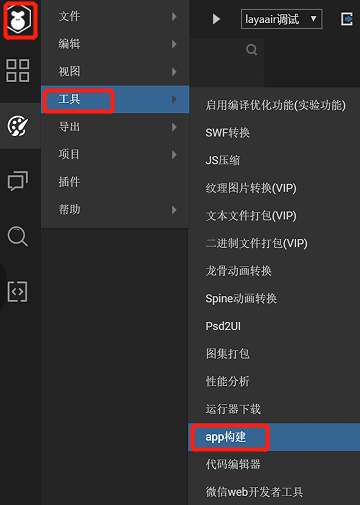 文件
编辑
视图
工具
导出
项目
插件
帮助
layaair调试
启用编译优化功能(实验功能)
SWF转换
JS压缩
纹理图片转换(VIP)
文本文件打包(VIP)
二进制文件打包(VIP)
龙骨动画转换
Spine动画转换
Psd2UI
图集打包
性能分析
运行器下载
app构建
代码编辑器
微信web开发者工具